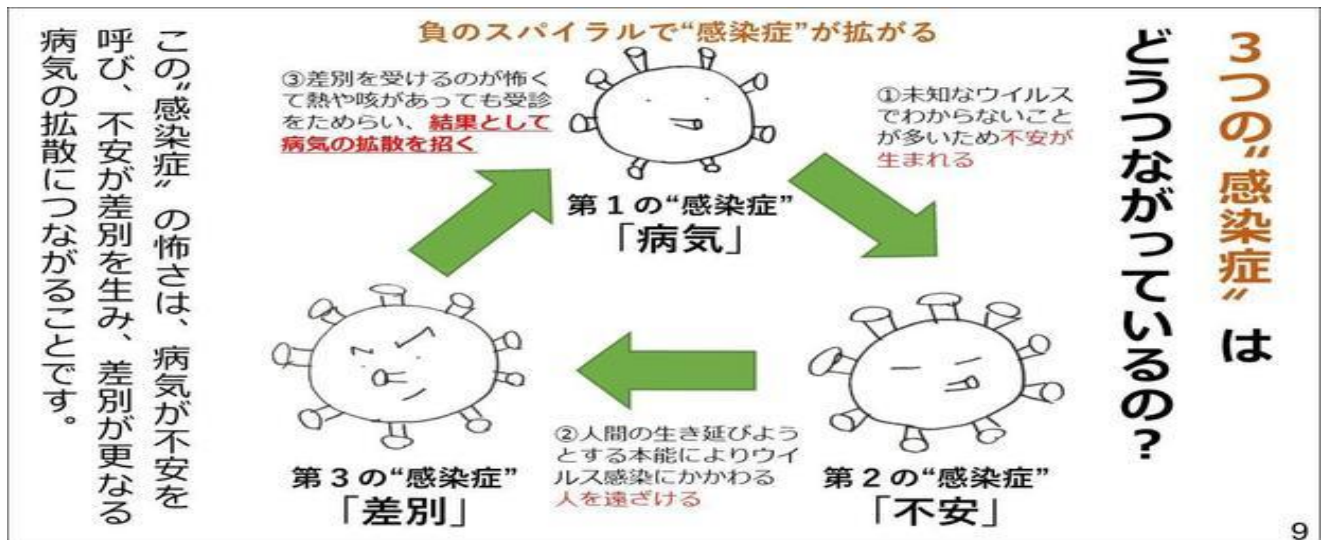 3つの“感染症”は
どうつながっているの?
負のスパイラルで“感染症”が拡がる
①未知なウイルス
でわからないこと
が多いため不安が
生まれる
③差別を受けるのが怖く
て熱や咳があっても受診
をためらい、結果として
病気の拡散を招く
第1の“感染症”
「病気」
②人間の生き延びよう
とする本能によりウイ
ルス感染にかかわる
人を遠ざける
第2の“感染症”
「不安」
第3の“感染症”
「差別」
この“感染症”の怖さは、病気が不安を
呼び、不安が差別を生み、差別が更なる
病気の拡散につながることです。
9